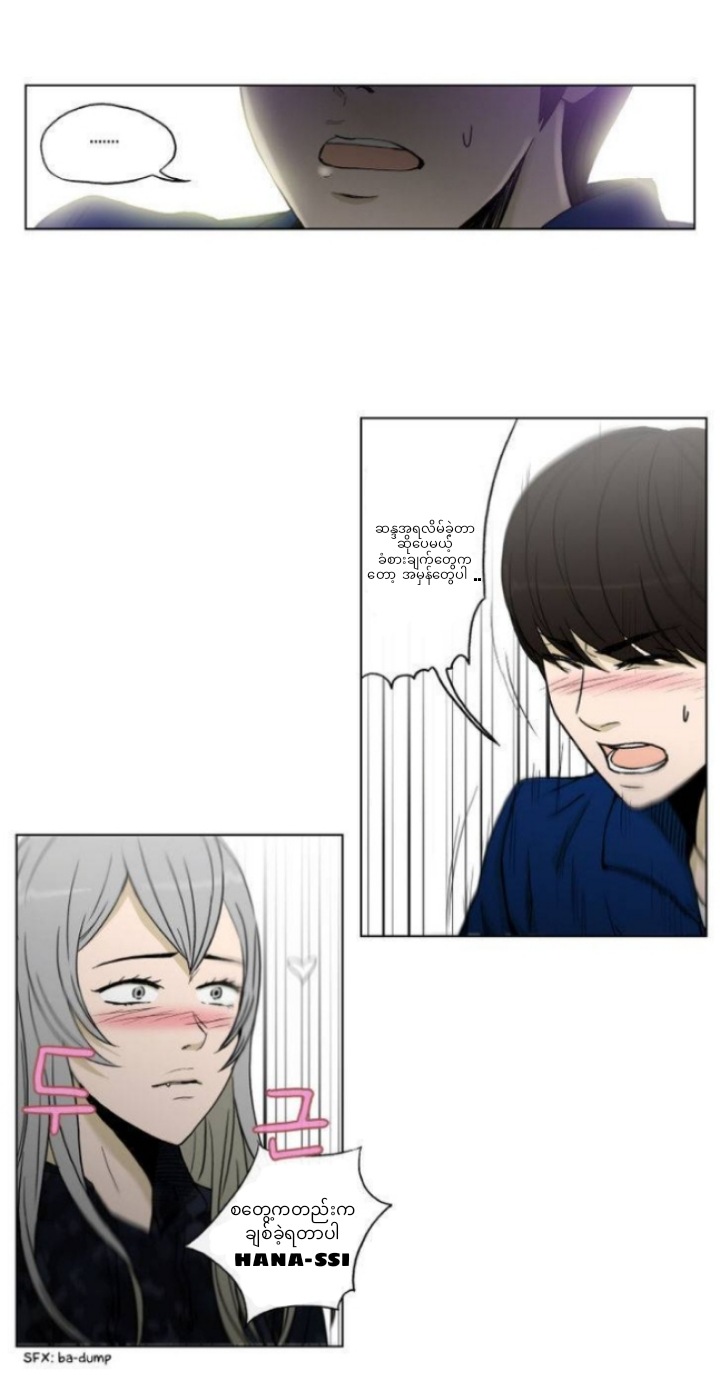 .......
ဆန္ဒအရလိမ်ခဲ့တာ
ဆိုပေမယ့်
ခံစားချက်တွေက
တော့ အမှန်တွေပါ ..
두
근
စတွေ့ကတည်းက
ချစ်ခဲ့ရတာပါ
HANA-SSI
SFX: ba-dump